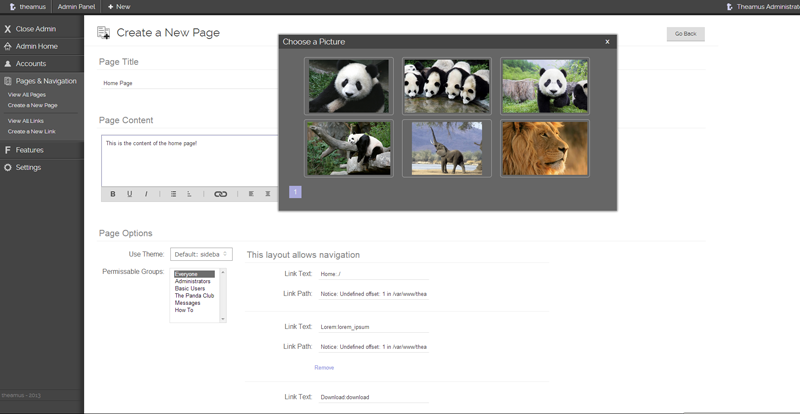 theamus
Admin Panel
+ New
Theamus Administrat
Close Admin
Admin Home
Accounts
Pages & Navigation
View All Pages
Create a New Page
View All Links
Create a New Link
Features
Settings
theamus - 2013
Create a New Page
Go Back
Page Title
Home Page
Page Content
This is the content of the home page!
B U I
Choose a Picture
x
1
Page Options
Use Theme: Default:: sideba
Permissable Groups:
Everyone
Administrators
Basic Users
The Panda Club
Messages
How To
This layout allows navigation
Link Text: Home: /
Link Path: Notice: Undefined offset: 1 in /var/www/thea
Link Text: Lorem:lorem_ipsum
Link Path: Notice: Undefined offset: 1 in /var/www/thea
Remove
Link Text: Download:download